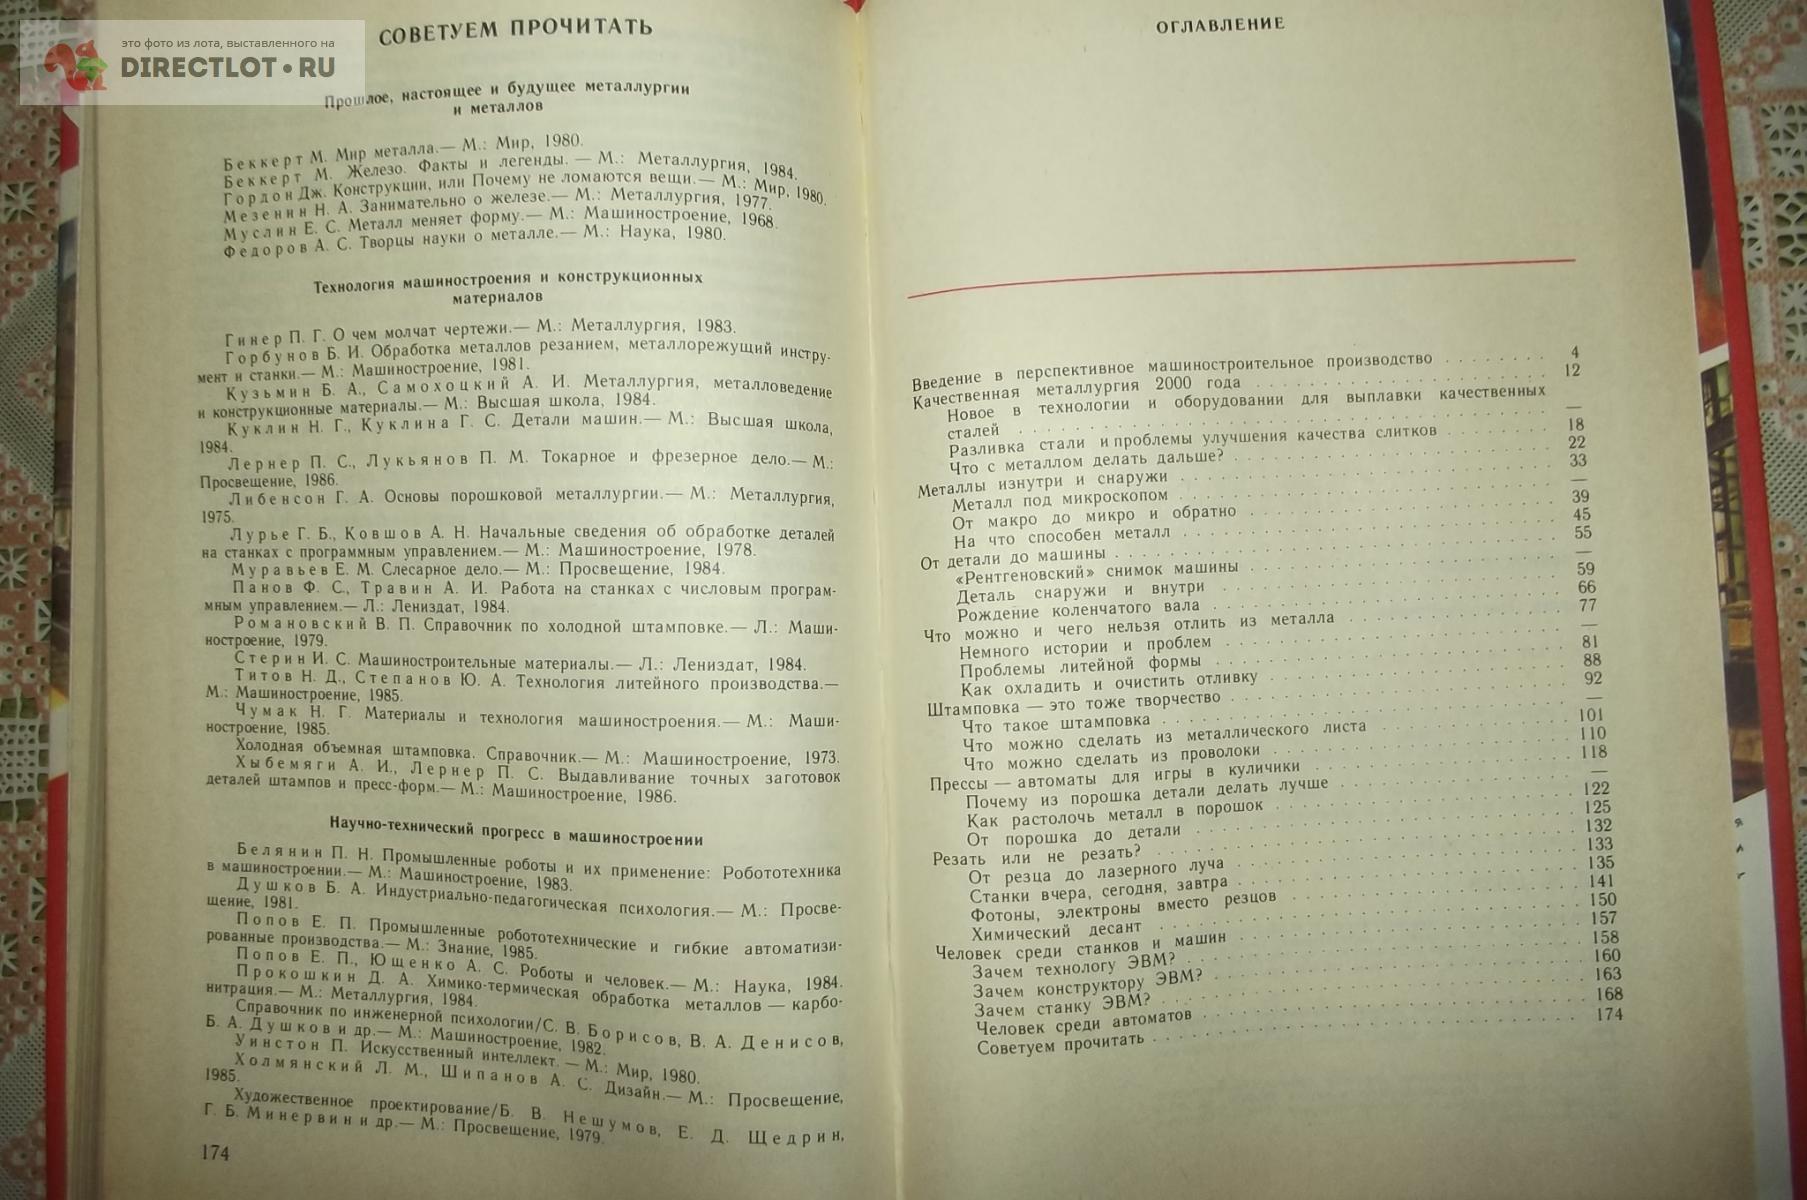 это фото из лота, выставленного на
DIRECTLOT•RU
СОВЕТУЕМ ПРОЧИТАТЬ
Прошлое, настоящее и будущее металлургии
и металлов
Беккерт М. Мир металла.— М.: Мир, 1980.
Беккерт М. Железо. Факты и легенды. — М.: Металлургия, 1984.
Гордон Дж. Конструкции, или Почему не ломаются вещи.— М.: Мир, 1980.
Мезенин Н. А. Занимательно о железе.— М.: Металлургия, 1977.
Муслин Е. С. Металл меняет форму.— М.: Машиностроение, 1968.
Федоров А. С. Творцы науки о металле.— М.: Наука, 1980.
Технология машиностроения и конструкционных
материалов
Гинер П. Г. О чем молчат чертежи.— М.: Металлургия, 1983.
Горбунов Б. И. Обработка металлов резанием, металлорежущий инстру-
мент и станки.— М.: Машиностроение, 1981.
Кузьмин Б. А., Самохоцкий А. И. Металлургия, металловедение
и конструкционные материалы.— М.: Высшая школа, 1984.
Куклин Н. Г., Куклина Г. С. Детали машин.— М.: Высшая школа,
1984.
Лернер П. С., Лукьянов П. М. Токарное и фрезерное дело.— М.:
Просвещение, 1986.
Либенсон Г. А. Основы порошковой металлургии.— М.: Металлургия,
1975.
Лурье Г. Б., Ковшов А. Н. Начальные сведения об обработке деталей
на станках с программным управлением.— М.: Машиностроение, 1978.
Муравьев Е. М. Слесарное дело.— М.: Просвещение, 1984.
Панов Ф. С., Травин А. И. Работа на станках с числовым програм-
мным управлением.— Л.: Лениздат, 1984.
Романовский В. П. Справочник по холодной штамповке.— Л.: Маши-
ностроение, 1979.
Стерин И. С. Машиностроительные материалы.— Л.: Лениздат, 1984.
Титов Н. Д., Степанов Ю. А. Технология литейного производства.—
М.: Машиностроение, 1985.
Чумак Н. Г. Материалы и технология машиностроения.— М.: Маши-
ностроение, 1985.
Холодная объемная штамповка. Справочник.— М.: Машиностроение, 1973.
Хыбемяги А. И., Лернер П. С. Выдавливание точных заготовок
деталей штампов и пресс-форм.— М.: Машиностроение, 1986.
Научно-технический прогресс в машиностроении
Белянин П. Н. Промышленные роботы и их применение: Робототехника
в машиностроении.— М.: Машиностроение, 1983.
Душков Б. А. Индустриально-педагогическая психология.— М.: Просве-
щение, 1981.
Попов Е. П. Промышленные робототехнические и гибкие автоматизи-
рованные производства.— М.: Знание, 1985.
Попов Е. П., Ющенко А. С. Роботы и человек.— М.: Наука, 1984.
Прокошкин Д. А. Химико-термическая обработка металлов — карбо-
нитрация.— М.: Металлургия, 1984.
Справочник по инженерной психологии/С. В. Борисов, В. А. Денисов,
Б. А. Душков и др.— М.: Машиностроение, 1982.
Уинстон П. Искусственный интеллект. — М.: Мир, 1980.
Холмянский Л. М., Шипанов А. С. Дизайн.— М.: Просвещение,
1985.
Художественное проектирование/Б. В. Нешумов, Е. Д. Щедрин,
Г. Б. Минервин и др.— М.: Просвещение, 1979.
174
ОГЛАВЛЕНИЕ
Введение в перспективное машиностроительное производство . . . . . . . . 4
Качественная металлургия 2000 года . . . . . . . . 12
Новое в технологии и оборудовании для выплавки качественных
сталей . . . . . . . . —
Разливка стали и проблемы улучшения качества слитков . . . . . . . . 18
Что с металлом делать дальше? . . . . . . . . 22
Металлы изнутри и снаружи . . . . . . . . 33
Металл под микроскопом . . . . . . . . —
От макро до микро и обратно . . . . . . . . 39
На что способен металл . . . . . . . . 45
От детали до машины . . . . . . . . 55
«Рентгеновский» снимок машины . . . . . . . . —
Деталь снаружи и внутри . . . . . . . . 59
Рождение коленчатого вала . . . . . . . . 66
Что можно и чего нельзя отлить из металла . . . . . . . . 77
Немного истории и проблем . . . . . . . . —
Проблемы литейной формы . . . . . . . . 81
Как охладить и очистить отливку . . . . . . . . 88
Штамповка — это тоже творчество . . . . . . . . 92
Что такое штамповка . . . . . . . . —
Что можно сделать из металлического листа . . . . . . . . 101
Что можно сделать из проволоки . . . . . . . . 110
Прессы — автоматы для игры в куличики . . . . . . . . 118
Почему из порошка детали делать лучше . . . . . . . . —
Как растолочь металл в порошок . . . . . . . . 122
От порошка до детали . . . . . . . . 125
Резать или не резать? . . . . . . . . 132
От резца до лазерного луча . . . . . . . . 133
Станки вчера, сегодня, завтра . . . . . . . . 135
Фотоны, электроны вместо резцов . . . . . . . . 141
Химический десант . . . . . . . . 150
Человек среди станков и машин . . . . . . . . 157
Зачем технологу ЭВМ? . . . . . . . . 158
Зачем конструктору ЭВМ? . . . . . . . . 160
Зачем станку ЭВМ? . . . . . . . . 163
Человек среди автоматов . . . . . . . . 168
Советуем прочитать . . . . . . . . 174